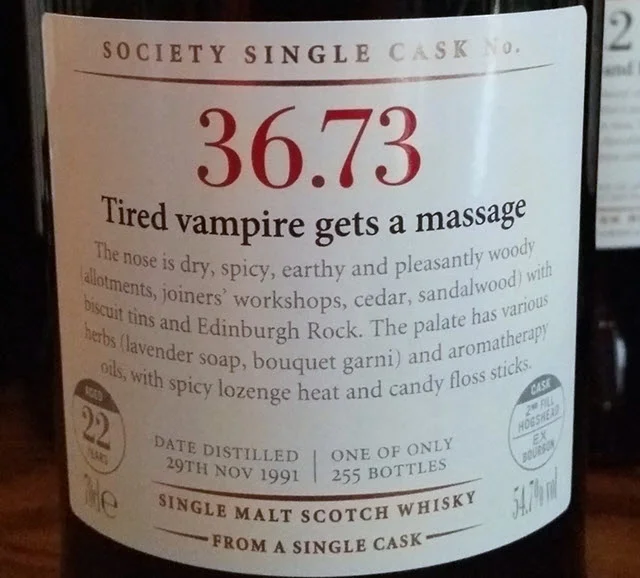 SOCIETY SINGLE CASK No.
36.73
Tired vampire gets a massage
The nose is dry, spicy, earthy and pleasantly woody
(allotments, joiners' workshops, cedar, sandalwood) with
biscuit tins and Edinburgh Rock. The palate has various
herbs (lavender soap, bouquet garni) and aromatherapy
oils, with spicy lozenge heat and candy floss sticks.
AGED
22
YEARS
CASK
2ND FILL
HOGSHEAD
EX
BOURBON
DATE DISTILLED
29TH NOV 1991
ONE OF ONLY
255 BOTTLES
70cl e
54.7% vol
SINGLE MALT SCOTCH WHISKY
FROM A SINGLE CASK
2